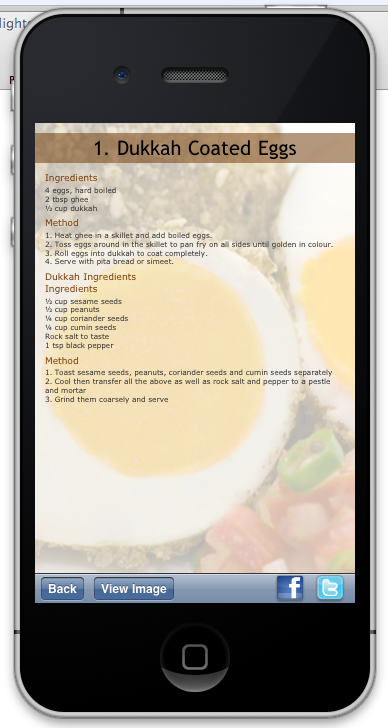 light
P
1. Dukkah Coated Eggs
Ingredients
4 eggs, hard boiled
2 tbsp ghee
½ cup dukkah
Method
1. Heat ghee in a skillet and add boiled eggs.
2. Toss eggs around in the skillet to pan fry on all sides until golden in colour.
3. Roll eggs into dukkah to coat completely.
4. Serve with pita bread or simeet.
Dukkah Ingredients
Ingredients
½ cup sesame seeds
½ cup peanuts
¼ cup coriander seeds
¼ cup cumin seeds
Rock salt to taste
1 tsp black pepper
Method
1. Toast sesame seeds, peanuts, coriander seeds and cumin seeds separately
2. Cool then transfer all the above as well as rock salt and pepper to a pestle
and mortar
3. Grind them coarsely and serve
Back View Image f t